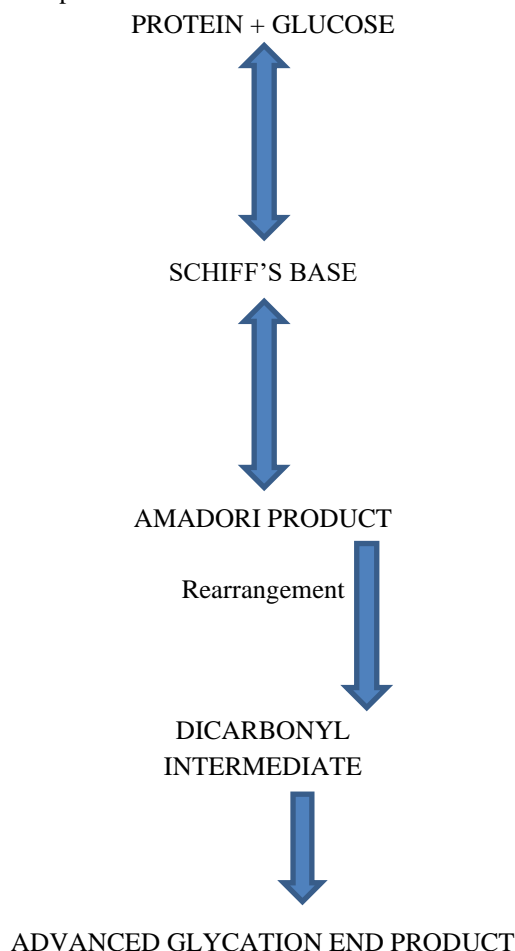 PROTEIN + GLUCOSE
SCHIFF’S BASE
AMADORI PRODUCT
Rearrangement
DICARBONYL
INTERMEDIATE
ADVANCED GLYCATION END PRODUCT